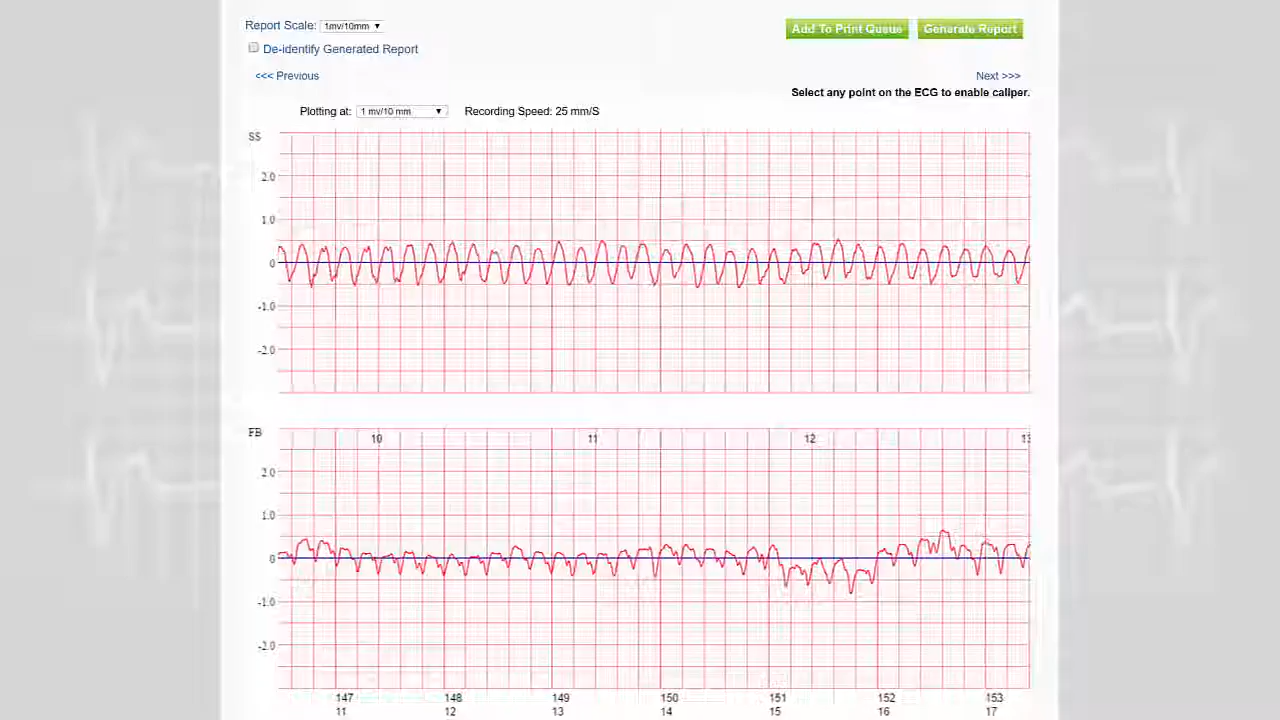 Report Scale: 1mv/10mm
Add To Print Queue Generate Report
De-identify Generated Report
<<< Previous Next >>>
Select any point on the ECG to enable caliper.
Plotting at: 1 mv/10 mm Recording Speed: 25 mm/S
SS
2.0
1.0
0
-1.0
-2.0
FB 10 11 12 13
2.0
1.0
0
-1.0
-2.0
147 148 149 150 151 152 153
11 12 13 14 15 16 17